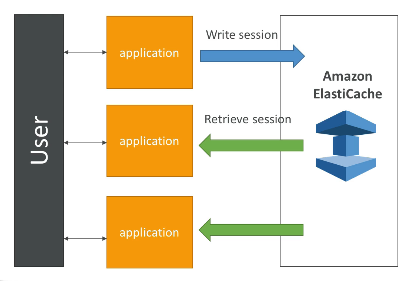 User
application
Write session
application
Retrieve session
application
Amazon
ElastiCache